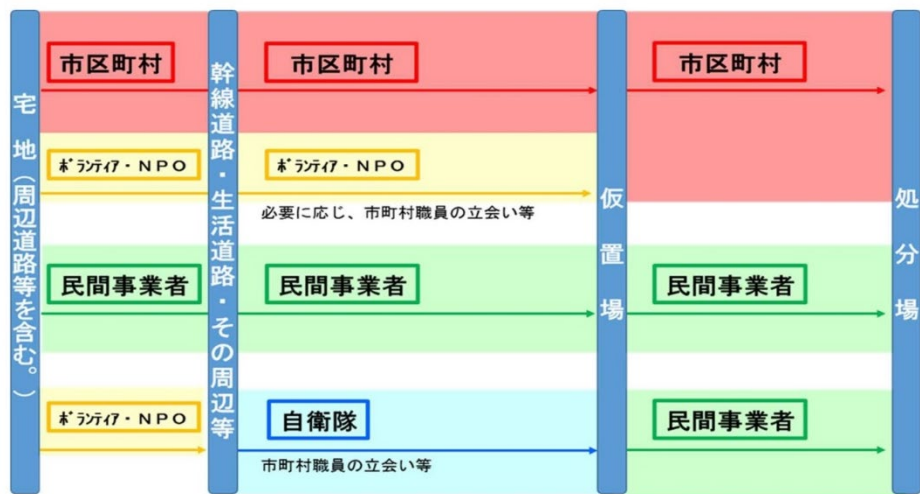 宅地(周辺道路等を含む。)
幹線道路・生活道路・その周辺等
仮置場
処分場
市区町村
市区町村
市区町村
ﾎﾞﾗﾝﾃｨｱ・NPO
ﾎﾞﾗﾝﾃｨｱ・NPO
必要に応じ、市町村職員の立会い等
民間事業者
民間事業者
民間事業者
ﾎﾞﾗﾝﾃｨｱ・NPO
自衛隊
民間事業者
市町村職員の立会い等